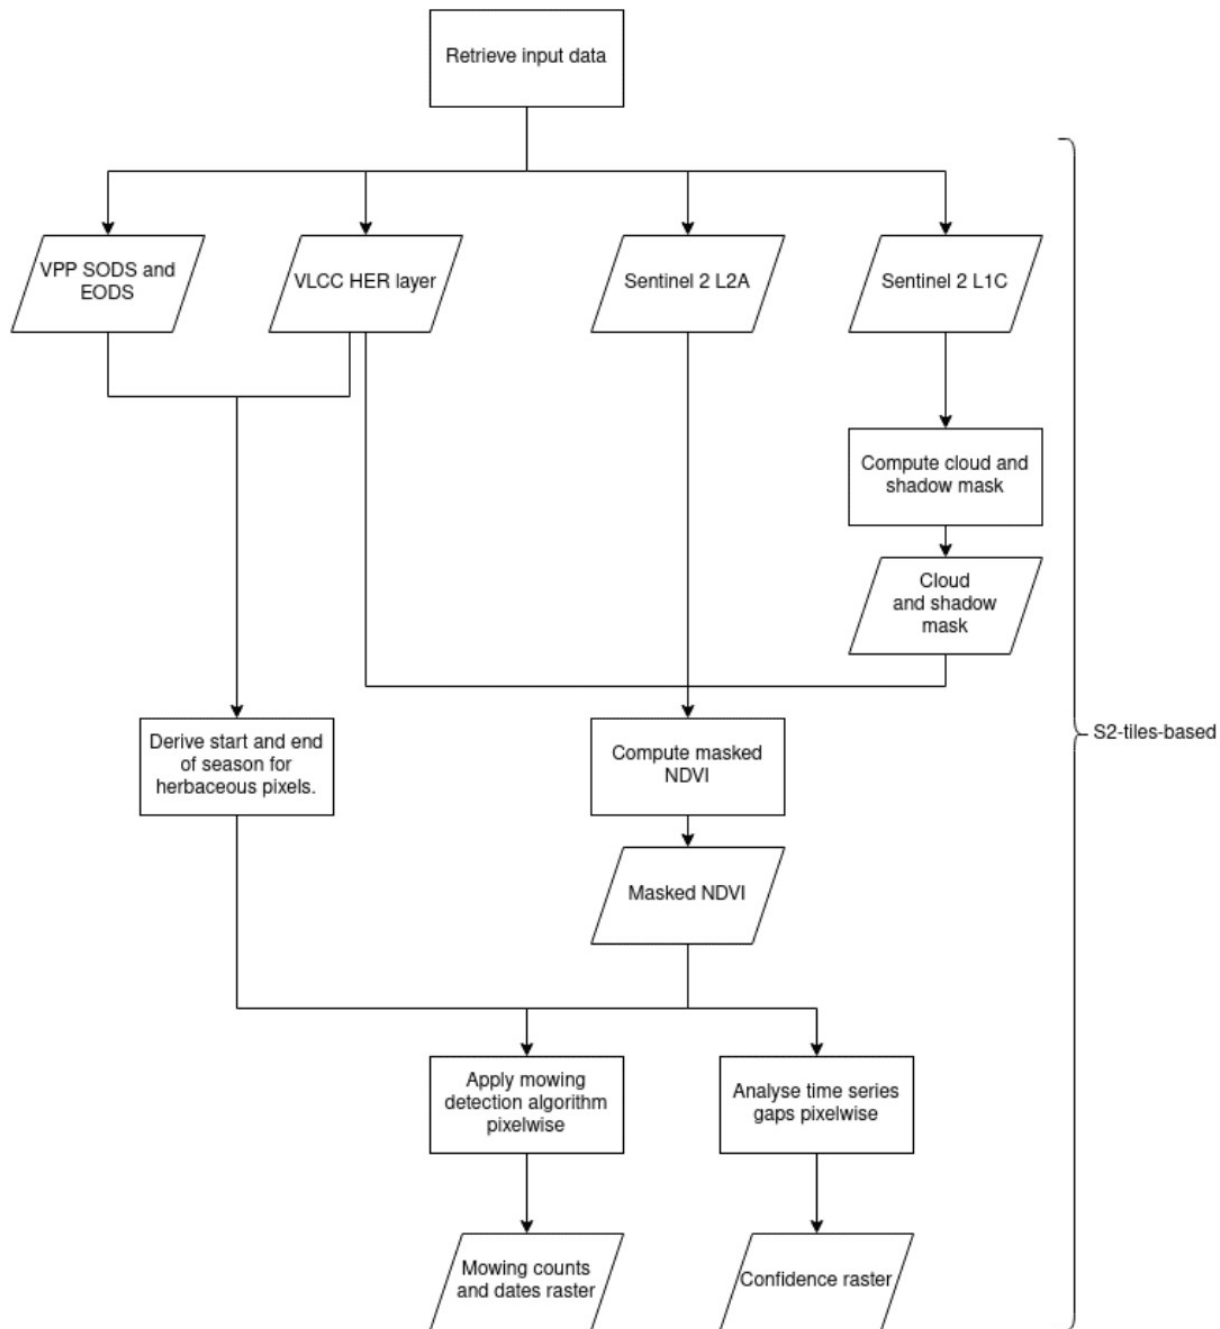 Retrieve input data
VPP SODS and
EODS
VLCC HER layer
Sentinel 2 L2A
Sentinel 2 L1C
Compute cloud and
shadow mask
Cloud
and shadow
mask
S2-tiles-based
Derive start and end
of season for
herbaceous pixels.
Compute masked
NDVI
Masked NDVI
Apply mowing
detection algorithm
pixelwise
Analyse time series
gaps pixelwise
Mowing counts
and dates raster
Confidence raster